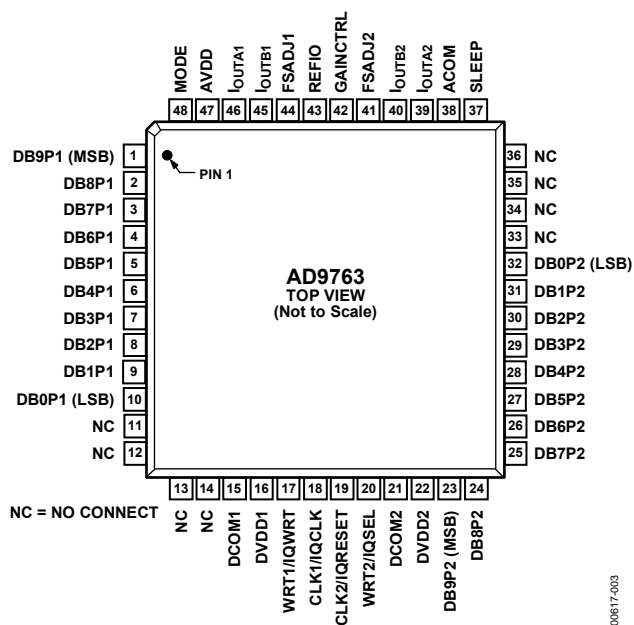 MODE
AVDD
IOUTA1
IOUTB1
FSADJ1
REFIO
GAINCTRL
FSADJ2
IOUTB2
IOUTA2
ACOM
SLEEP
48 47 46 45 44 43 42 41 40 39 38 37
DB9P1 (MSB) 1
DB8P1 2
DB7P1 3
DB6P1 4
DB5P1 5
DB4P1 6
DB3P1 7
DB2P1 8
DB1P1 9
DB0P1 (LSB) 10
NC 11
NC 12
PIN 1
AD9763
TOP VIEW
(Not to Scale)
36 NC
35 NC
34 NC
33 NC
32 DB0P2 (LSB)
31 DB1P2
30 DB2P2
29 DB3P2
28 DB4P2
27 DB5P2
26 DB6P2
25 DB7P2
13 14 15 16 17 18 19 20 21 22 23 24
NC
NC
DCOM1
DVDD1
WRT1/IQWRT
CLK1/IQCLK
CLK2/IQRESET
WRT2/IQSEL
DCOM2
DVDD2
DB9P2 (MSB)
DB8P2
NC = NO CONNECT
00617-003